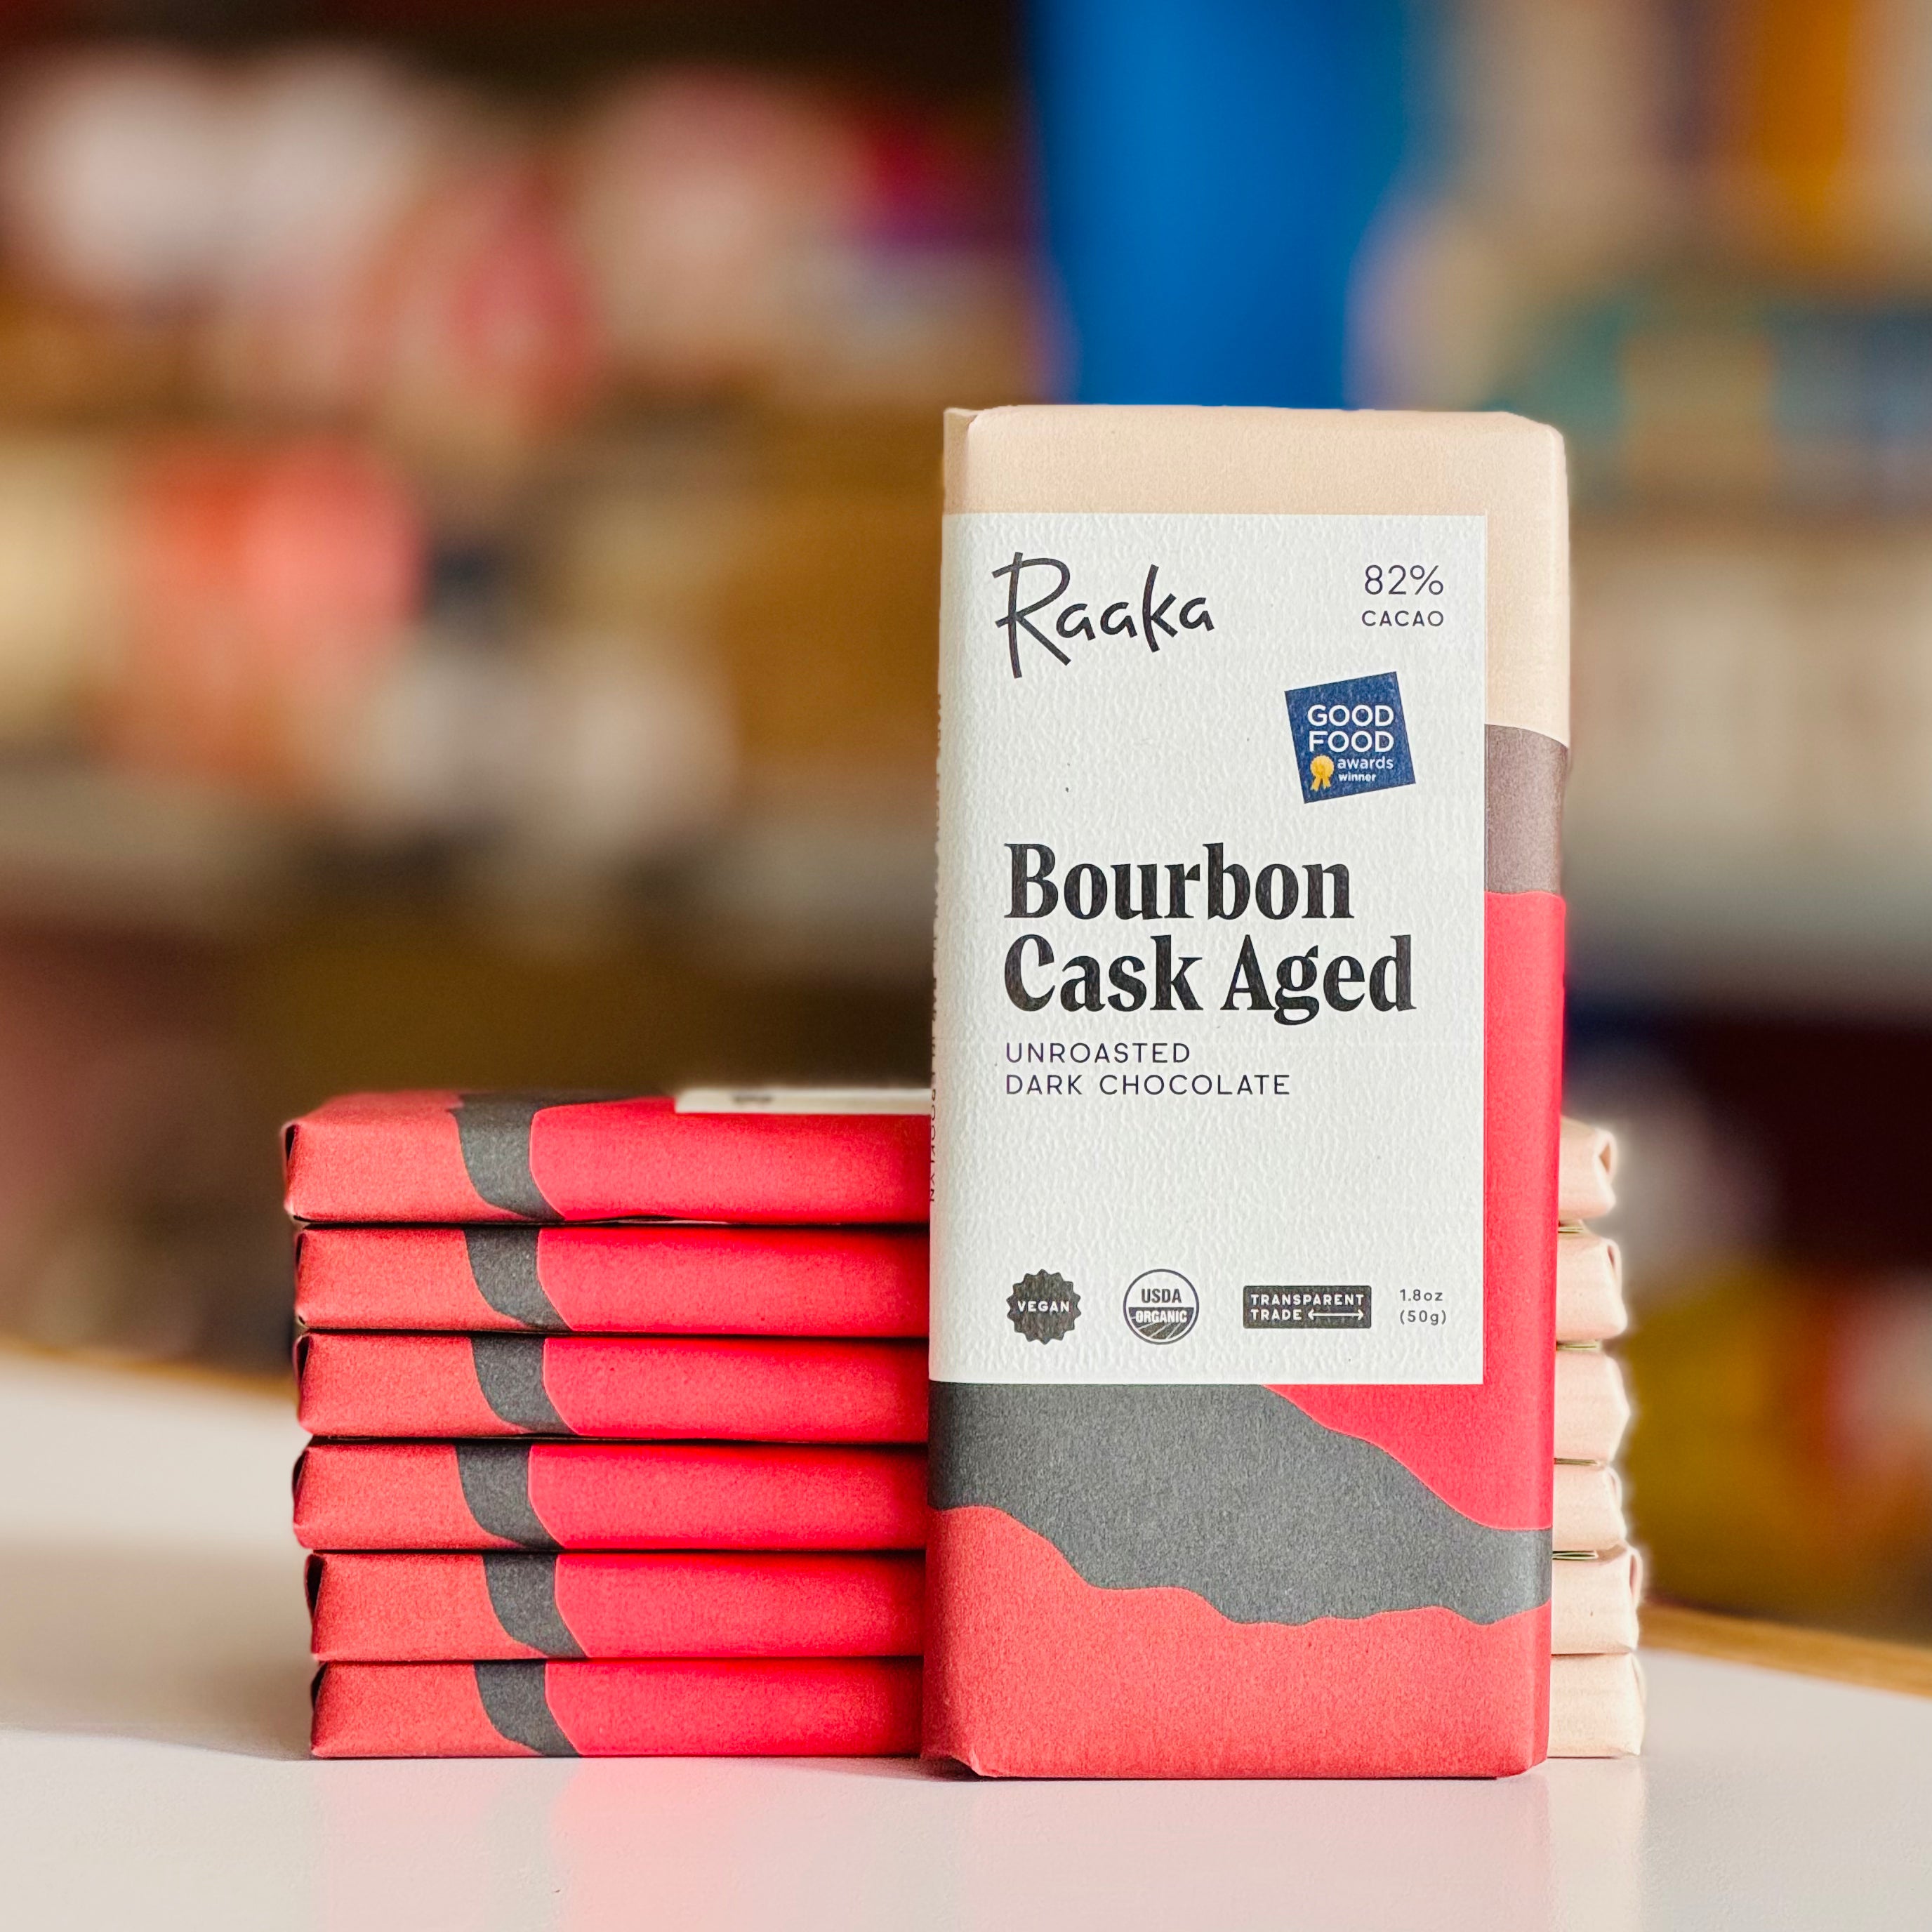 Raaka
82%
CACAO
GOOD
FOOD
awards
winner
Bourbon
Cask Aged
UNROASTED
DARK CHOCOLATE
VEGAN
USDA
ORGANIC
TRANSPARENT
TRADE
1.8oz
(50g)